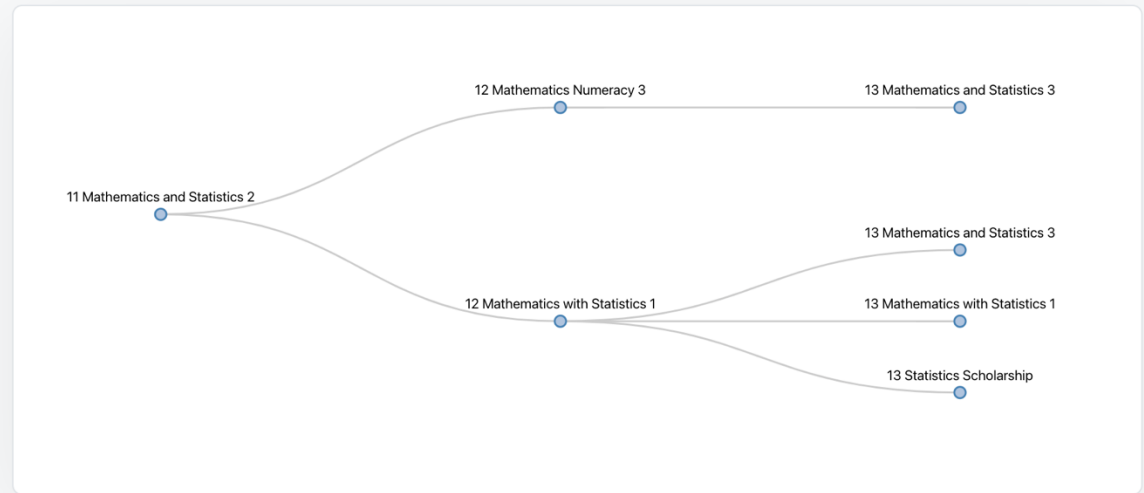 12 Mathematics Numeracy 3
13 Mathematics and Statistics 3
11 Mathematics and Statistics 2
13 Mathematics and Statistics 3
12 Mathematics with Statistics 1
13 Mathematics with Statistics 1
13 Statistics Scholarship